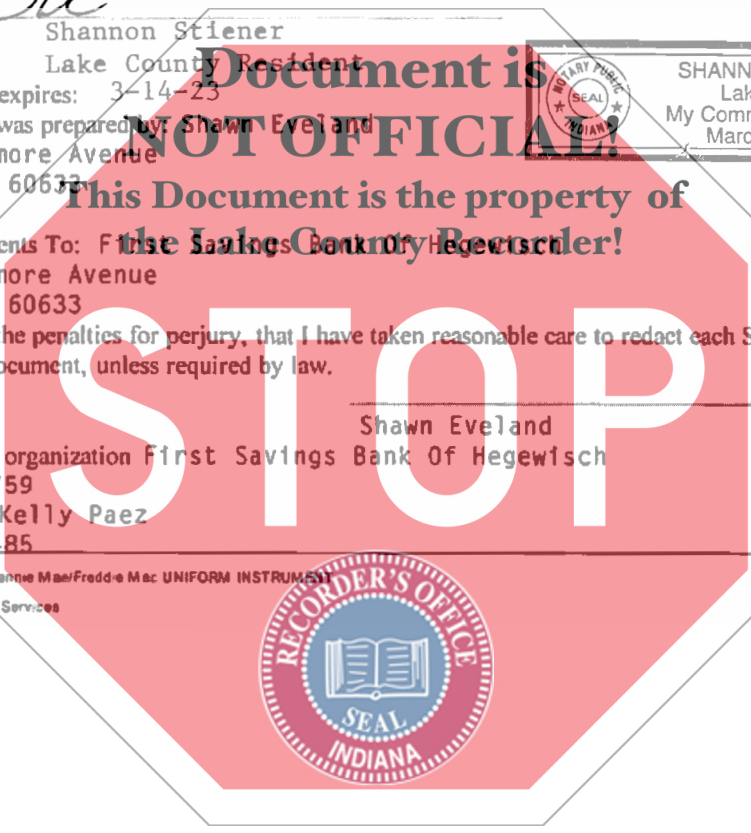 Shannon Stiener
Lake County Resident
expires: 3-14-23
was prepared by: Shawn Eveland
more Avenue
60633
ents To: First Savings Bank Of Hegewisch
more Avenue
60633
he penalties for perjury, that I have taken reasonable care to redact each S
ocument, unless required by law.
Shawn Eveland
organization First Savings Bank Of Hegewisch
759
Kelly Paez
485
annie Mae/Freddie Mac UNIFORM INSTRUMENT
Services
NOTARY PUBLIC
SEAL
INDIANA
SHANN
Lak
My Comm
Marc
Document is
NOT OFFICIAL!
This Document is the property of
the Lake County Recorder!
STOP
RECORDER'S OFFICE
SEAL
INDIANA